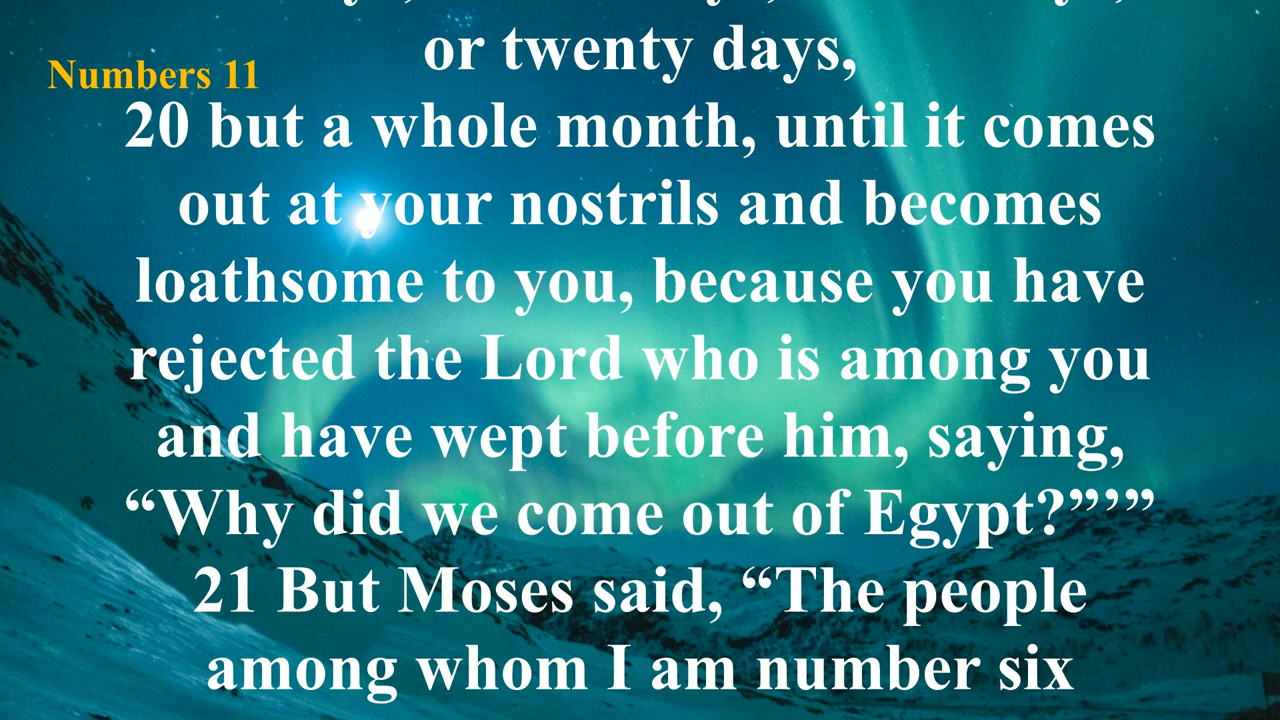 Numbers 11
or twenty days,
20 but a whole month, until it comes
out at your nostrils and becomes
loathsome to you, because you have
rejected the Lord who is among you
and have wept before him, saying,
“Why did we come out of Egypt?”’”
21 But Moses said, “The people
among whom I am number six